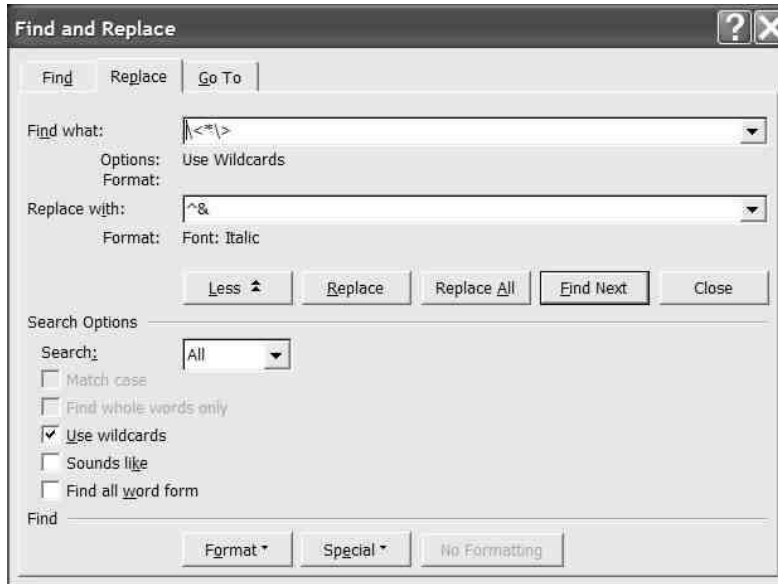 Find and Replace
Find Replace Go To
Find what: \<*\>
Options: Use Wildcards
Format:
Replace with: ^&
Format: Font: Italic
Less Replace Replace All Find Next Close
Search Options
Search: All
Match case
Find whole words only
Use wildcards
Sounds like
Find all word form
Find
Format Special No Formatting